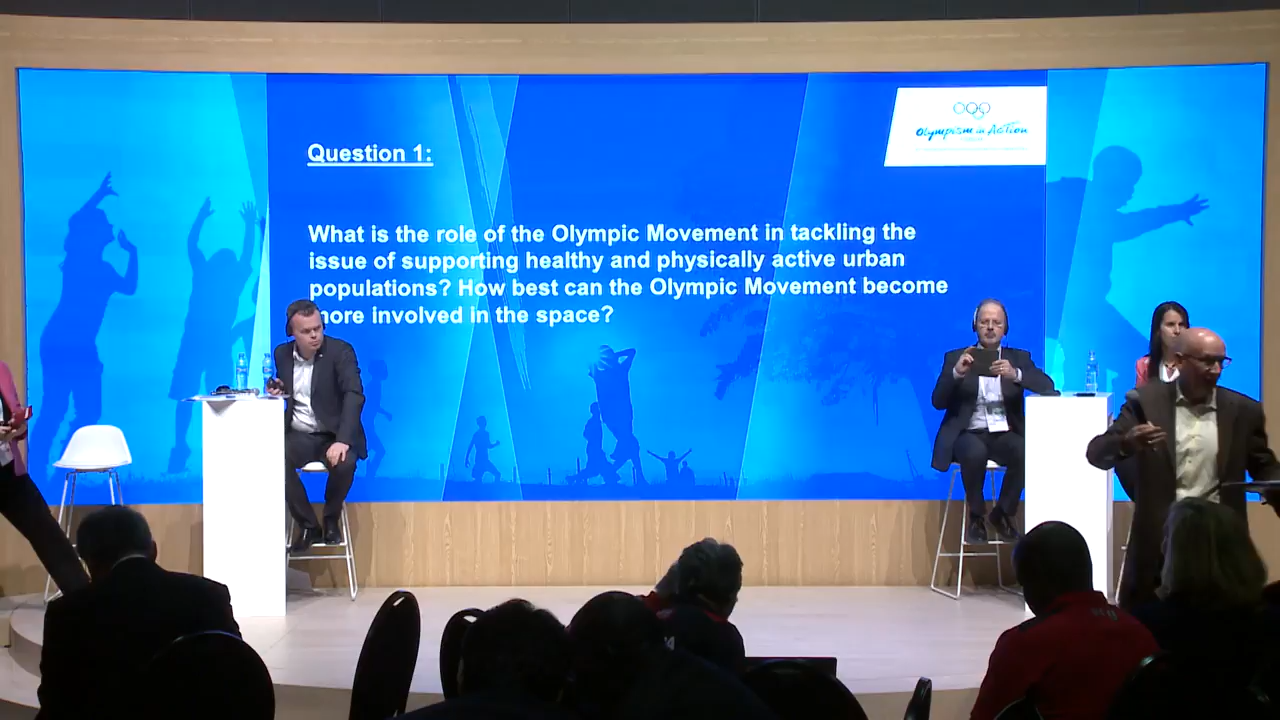 Olympism in Action
Question 1:
What is the role of the Olympic Movement in tackling the
issue of supporting healthy and physically active urban
populations? How best can the Olympic Movement become
more involved in the space?